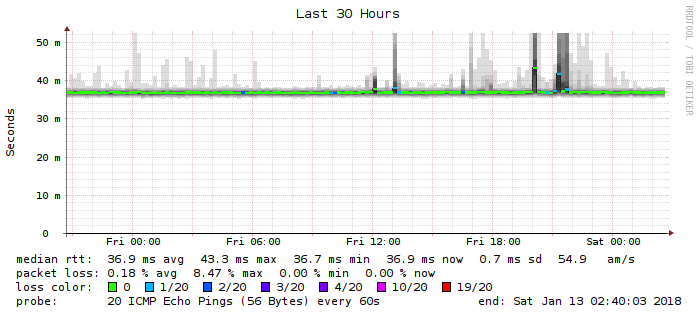 Last 30 Hours
RRDTOOL / TOBI OETIKER
Seconds
50 m
40 m
30 m
20 m
10 m
0
Fri 00:00 Fri 06:00 Fri 12:00 Fri 18:00 Sat 00:00
median rtt: 36.9 ms avg 43.3 ms max 36.7 ms min 36.9 ms now 0.7 ms sd 54.9 am/s
packet loss: 0.18 % avg 8.47 % max 0.00 % min 0.00 % now
loss color: 0 1/20 2/20 3/20 4/20 10/20 19/20
probe: 20 ICMP Echo Pings (56 Bytes) every 60s end: Sat Jan 13 02:40:03 2018